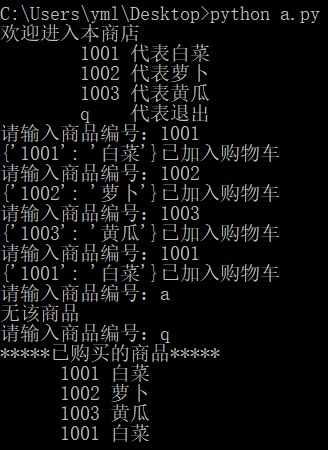 C:\Users\yml\Desktop>python a.py
欢迎进入本商店
1001 代表白菜
1002 代表萝卜
1003 代表黄瓜
q 代表退出
请输入商品编号：1001
{'1001': '白菜'}已加入购物车
请输入商品编号：1002
{'1002': '萝卜'}已加入购物车
请输入商品编号：1003
{'1003': '黄瓜'}已加入购物车
请输入商品编号：1001
{'1001': '白菜'}已加入购物车
请输入商品编号：a
无该商品
请输入商品编号：q
*****已购买的商品*****
1001 白菜
1002 萝卜
1003 黄瓜
1001 白菜